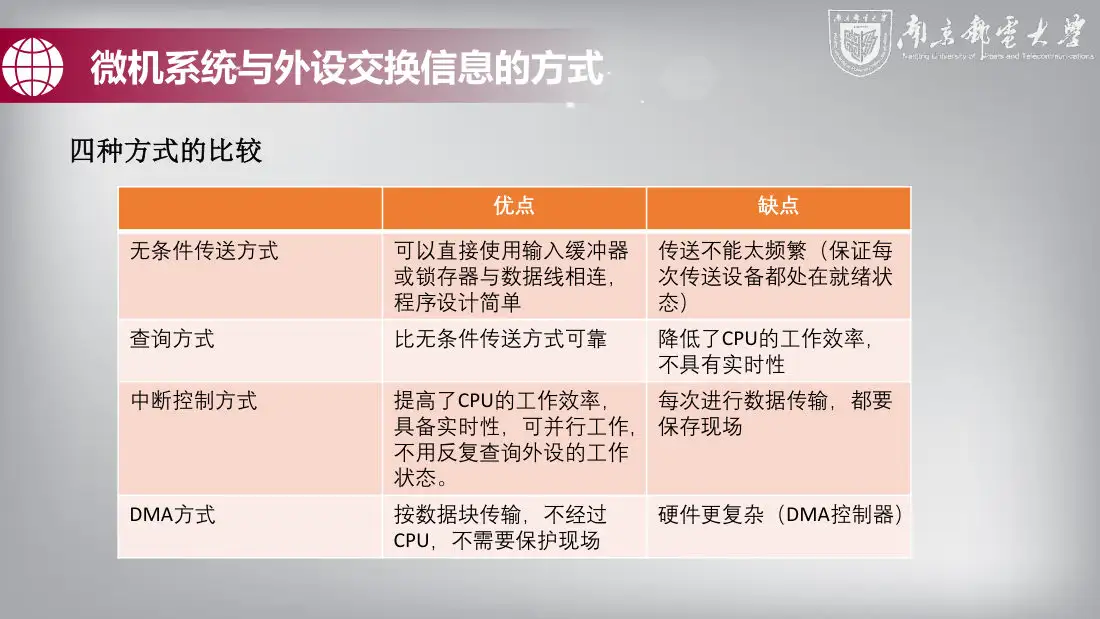 南京邮电大学
Nanjing University of Posts and Telecommunications
微机系统与外设交换信息的方式
四种方式的比较
优点
缺点
无条件传送方式
可以直接使用输入缓冲器
或锁存器与数据线相连，
程序设计简单
传送不能太频繁（保证每
次传送设备都处在就绪状
态）
查询方式
比无条件传送方式可靠
降低了CPU的工作效率，
不具有实时性
中断控制方式
提高了CPU的工作效率，
具备实时性，可并行工作，
不用反复查询外设的工作
状态。
每次进行数据传输，都要
保存现场
DMA方式
按数据块传输，不经过
CPU，不需要保护现场
硬件更复杂（DMA控制器）